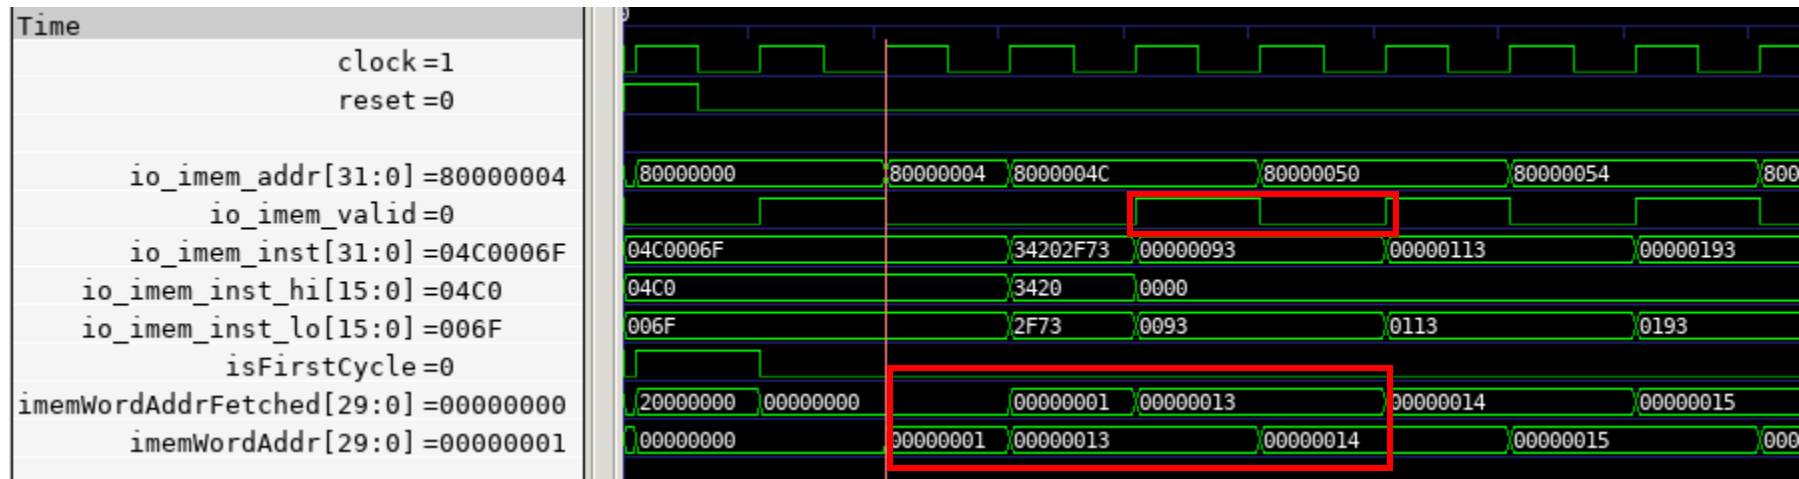 Time
clock=1
reset=0
io_imem_addr[31:0]=80000004 80000000 80000004 8000004C 80000050 80000054 800
io_imem_valid=0
io_imem_inst[31:0]=04C0006F 04C0006F 34202F73 00000093 00000113 00000193
io_imem_inst_hi[15:0]=04C0 04C0 3420 0000
io_imem_inst_lo[15:0]=006F 006F 2F73 0093 0113 0193
isFirstCycle=0
imemWordAddrFetched[29:0]=00000000 20000000 00000000 00000001 00000013 00000014 00000015
imemWordAddr[29:0]=00000001 00000000 00000001 00000013 00000014 00000015 000